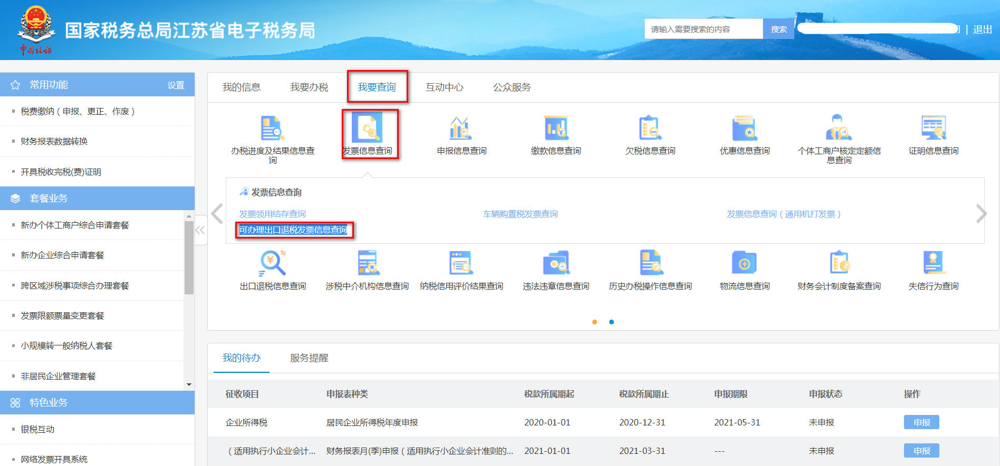 国家税务总局江苏省电子税务局
中国税务
请输入需要搜索的内容
搜索
| 退出
常用功能
设置
税费缴纳（申报、更正、作废）
财务报表数据转换
开具税收完税(费)证明
套餐业务
新办个体工商户综合申请套餐
新办企业综合申请套餐
跨区域涉税事项综合办理套餐
发票限额票量变更套餐
小规模转一般纳税人套餐
非居民企业管理套餐
特色业务
银税互动
网络发票开具系统
我的信息
我要办税
我要查询
互动中心
公众服务
办税进度及结果信息查
询
发票信息查询
申报信息查询
缴款信息查询
欠税信息查询
优惠信息查询
个体工商户核定定额信
息查询
证明信息查询
发票信息查询
发票领用结存查询
车辆购置税发票查询
发票信息查询（通用机打发票）
可办理出口退税发票信息查询
出口退税信息查询
涉税中介机构信息查询
纳税信用评价结果查询
违法违章信息查询
历史办税操作信息查询
物流信息查询
财务会计制度备案查询
失信行为查询
我的待办
服务提醒
征收项目 申报表种类 税款所属期起 税款所属期止 申报期限 申报状态 操作
企业所得税 居民企业所得税年度申报 2020-01-01 2020-12-31 2021-05-31 未申报 申报
（适用执行小企业会计... 财务报表月(季)申报（适用执行小企业会计准则的... 2021-01-01 2021-03-31 --- 未申报 申报